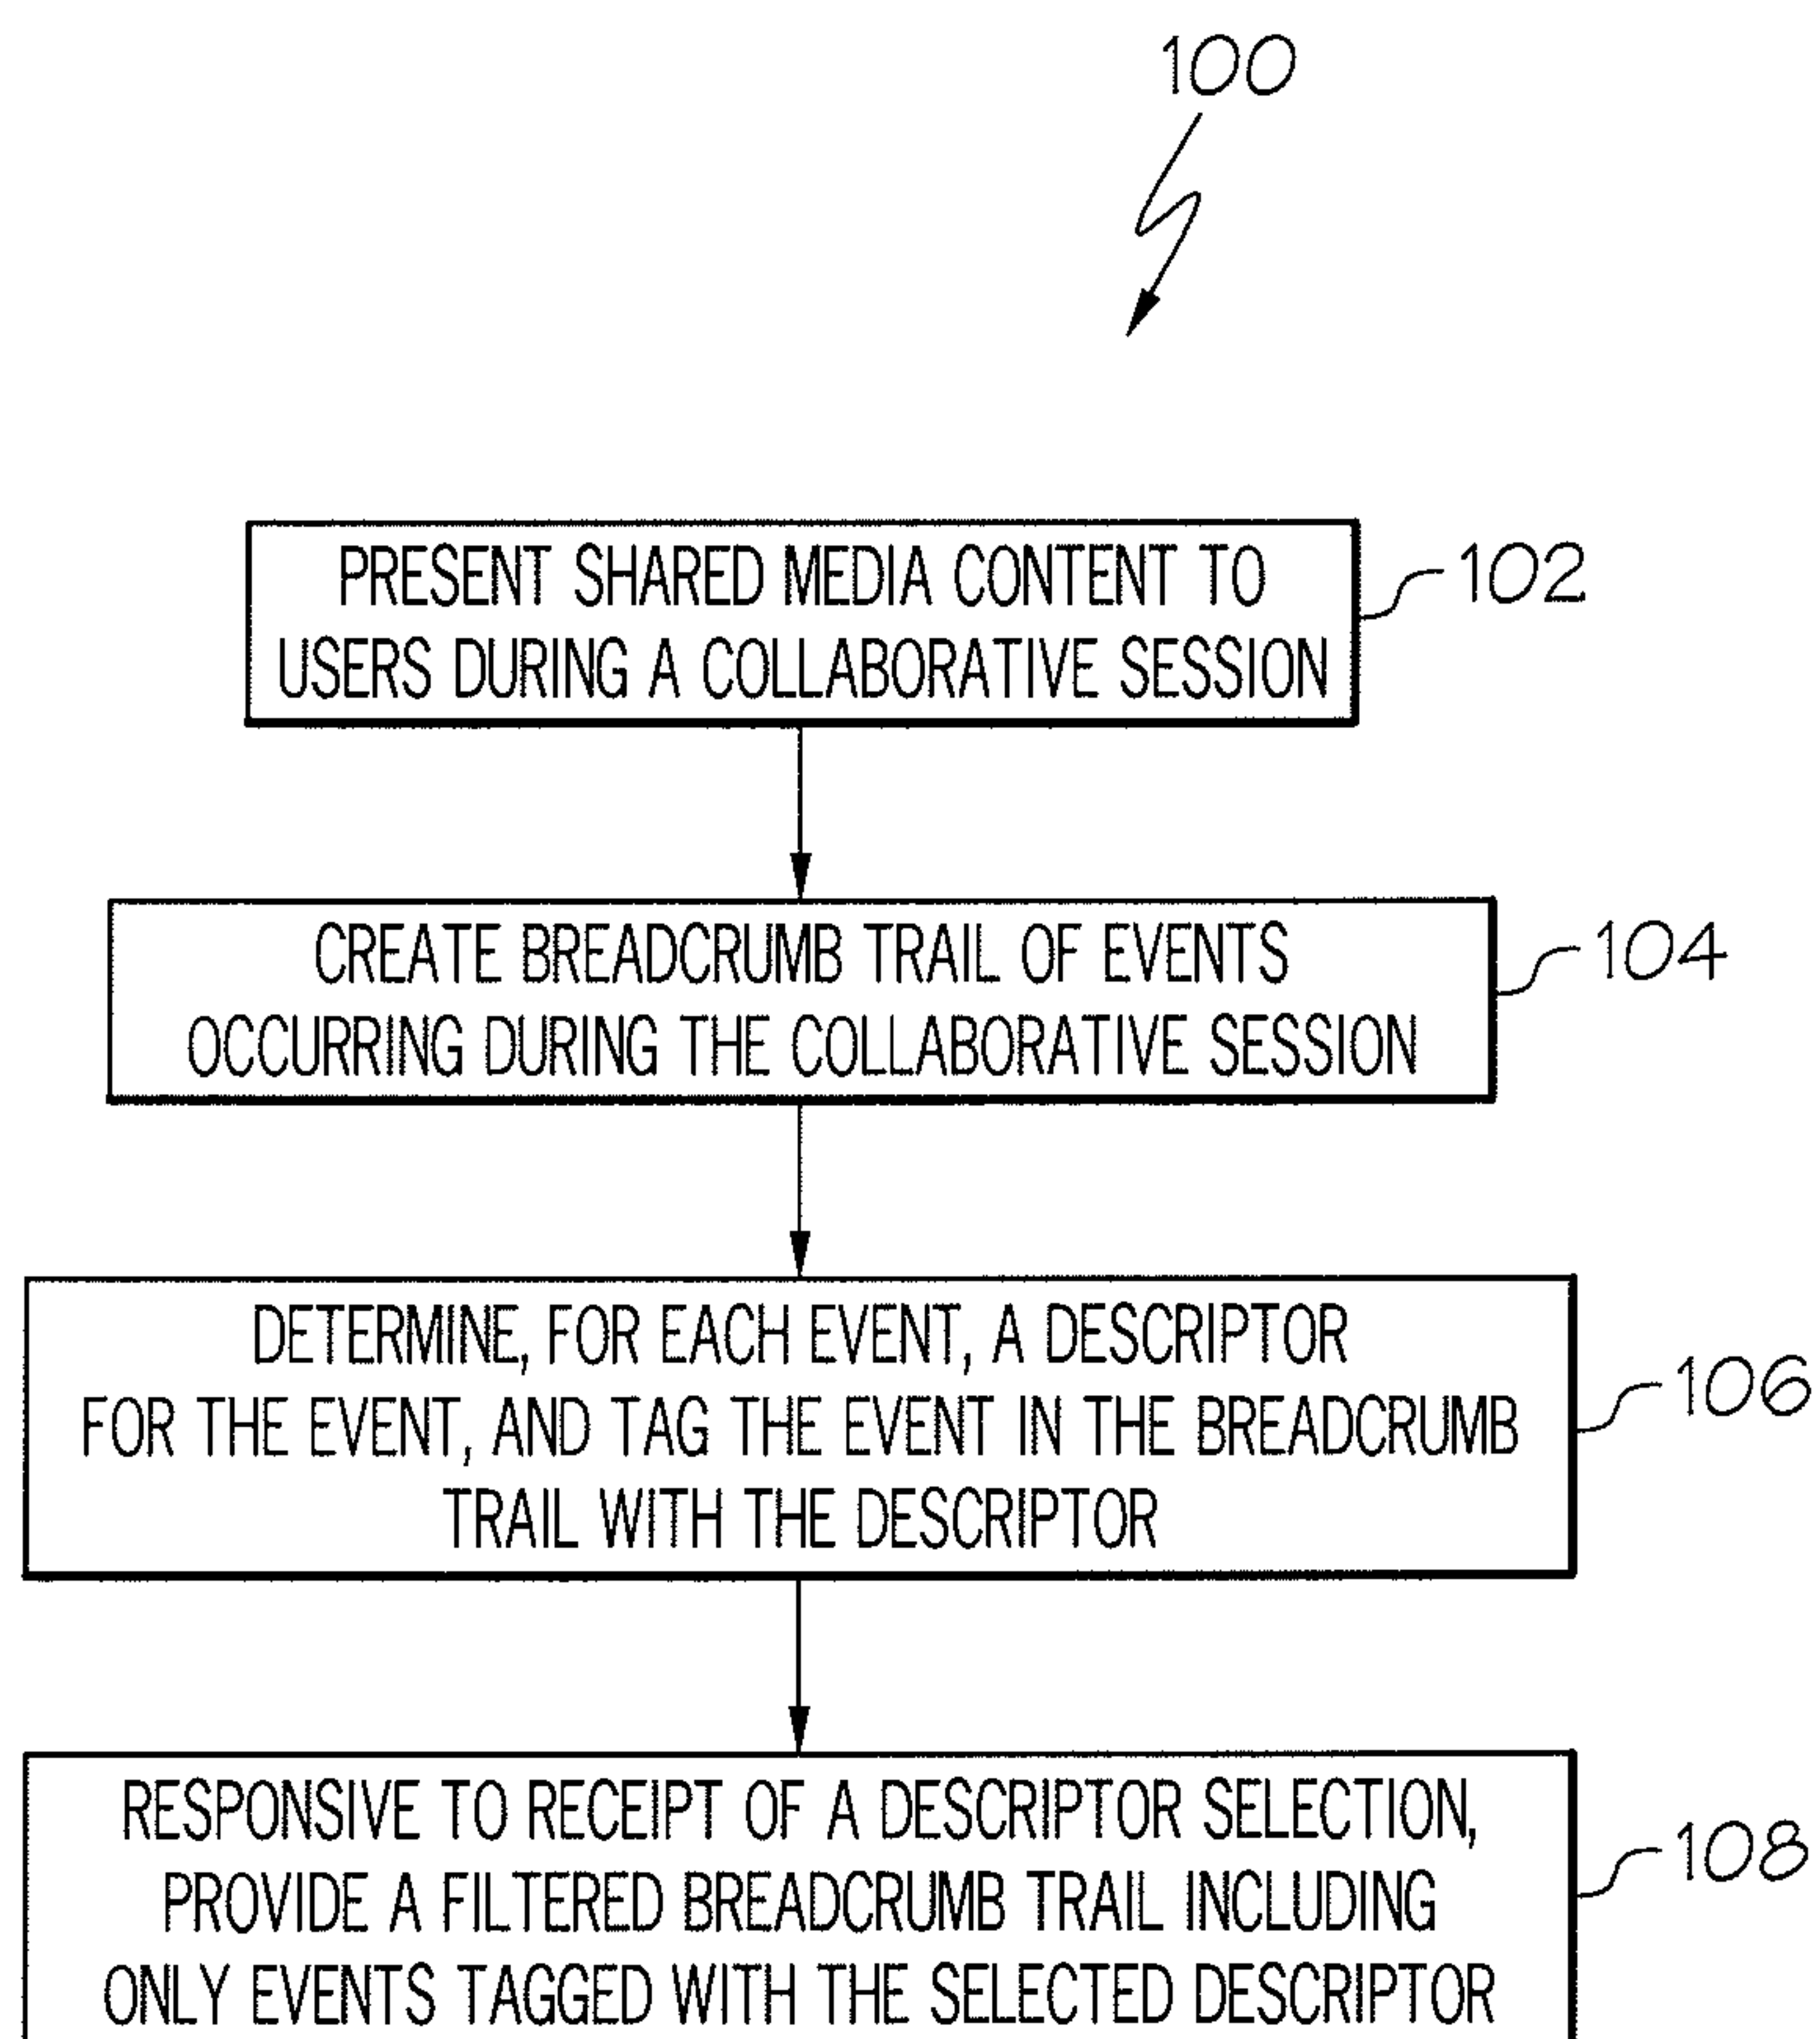 100
PRESENT SHARED MEDIA CONTENT TO
USERS DURING A COLLABORATIVE SESSION
102
CREATE BREADCRUMB TRAIL OF EVENTS
OCCURRING DURING THE COLLABORATIVE SESSION
104
DETERMINE, FOR EACH EVENT, A DESCRIPTOR
FOR THE EVENT, AND TAG THE EVENT IN THE BREADCRUMB
TRAIL WITH THE DESCRIPTOR
106
RESPONSIVE TO RECEIPT OF A DESCRIPTOR SELECTION,
PROVIDE A FILTERED BREADCRUMB TRAIL INCLUDING
ONLY EVENTS TAGGED WITH THE SELECTED DESCRIPTOR
108